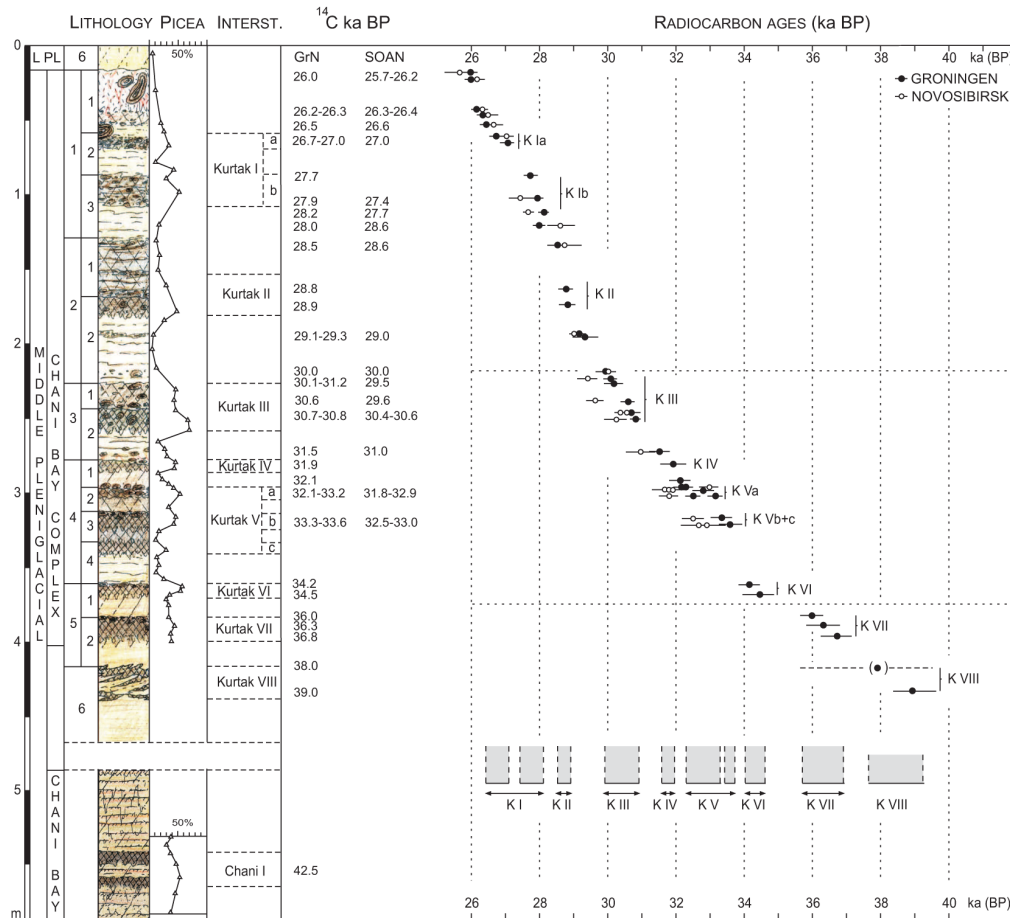 LITHOLOGY PICEA INTERST. 14C ka BP RADIOCARBON AGES (ka BP)
GrN SOAN 26 28 30 32 34 36 38 40 ka (BP)
0 L PL 6 50%
GRONINGEN
NOVOSIBIRSK
26.0 25.7-26.2
1
26.2-26.3 26.3-26.4
26.5 26.6
a 26.7-27.0 27.0 K Ia
1 2
Kurtak I
27.7
b K Ib
1
27.9 27.4
3 28.2 27.7
28.0 28.6
28.5 28.6
1
28.8
Kurtak II K II
28.9
2
2 29.1-29.3 29.0
2
30.0 30.0
30.1-31.2 29.5
1
Kurtak III 30.6 29.6 K III
3 30.7-30.8 30.4-30.6
2
31.5 31.0
Kurtak IV 31.9 K IV
1
32.1
3 2 a 32.1-33.2 31.8-32.9 K Va
4 Kurtak V
3 b 33.3-33.6 32.5-33.0 K Vb+c
c
4
34.2
Kurtak VI K VI
1 34.5
36.0
5 Kurtak VII 36.3 K VII
2 36.8
4
38.0
Kurtak VIII K VIII
39.0
6
K I K II K III K IV K V K VI K VII K VIII
5
50%
Chani I 42.5
m 26 28 30 32 34 36 38 40 ka (BP)
MIDDLE PLENIGLACIAL
CHANI BAY COMPLEX
CHANI BAY